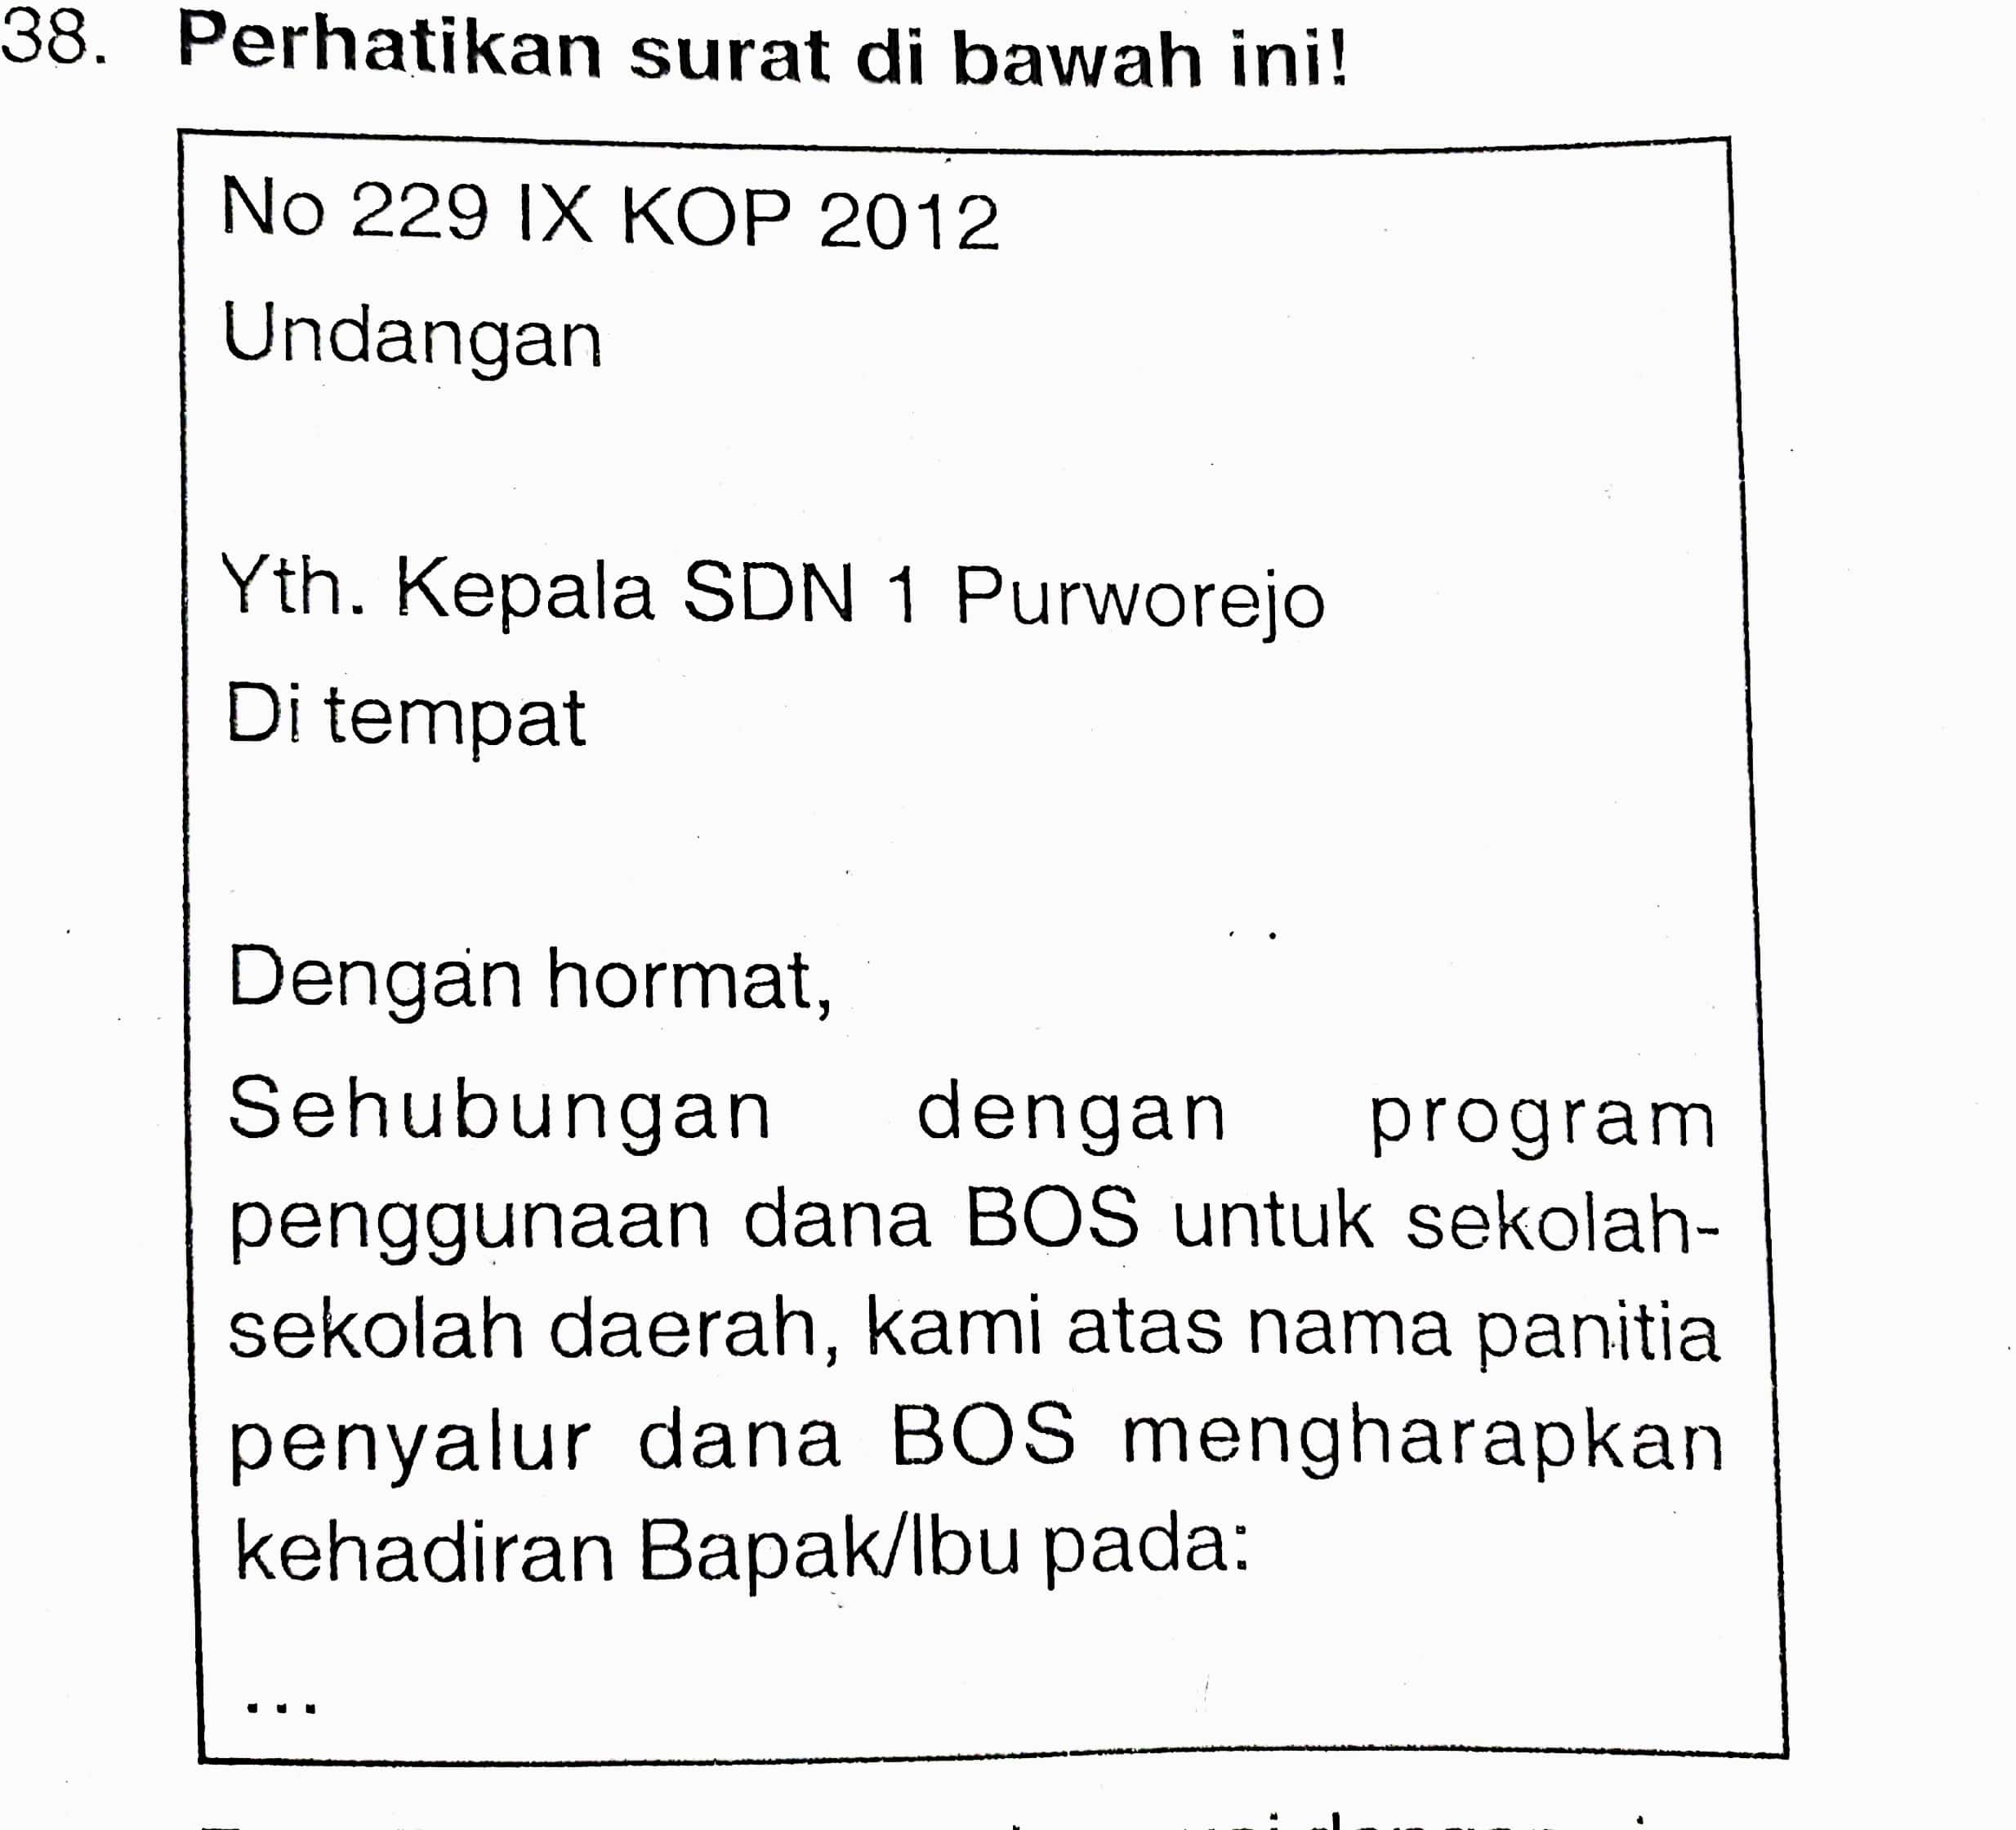 38. Perhatikan surat di bawah ini!
No 229 IX KOP 2012
Undangan
Yth. Kepala SDN 1 Purworejo
Di tempat
Dengan hormat,
Sehubungan dengan program
penggunaan dana BOS untuk sekolah-
sekolah daerah, kami atas nama panitia
penyalur dana BOS mengharapkan
kehadiran Bapak/Ibu pada:
...